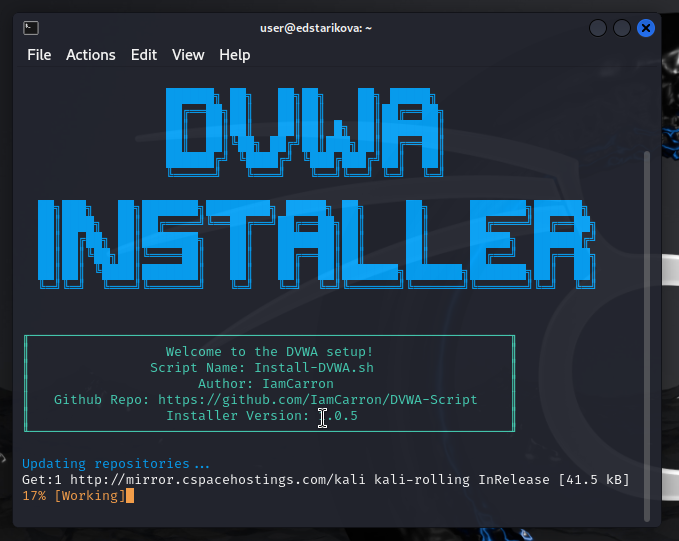 user@edstarikova: ~
File Actions Edit View Help
DVWA
INSTALLER
Welcome to the DVWA setup!
Script Name: Install-DVWA.sh
Author: IamCarron
Github Repo: https://github.com/IamCarron/DVWA-Script
Installer Version: .0.5
Updating repositories...
Get:1 http://mirror.cspacehostings.com/kali kali-rolling InRelease [41.5 kB]
17% [Working]